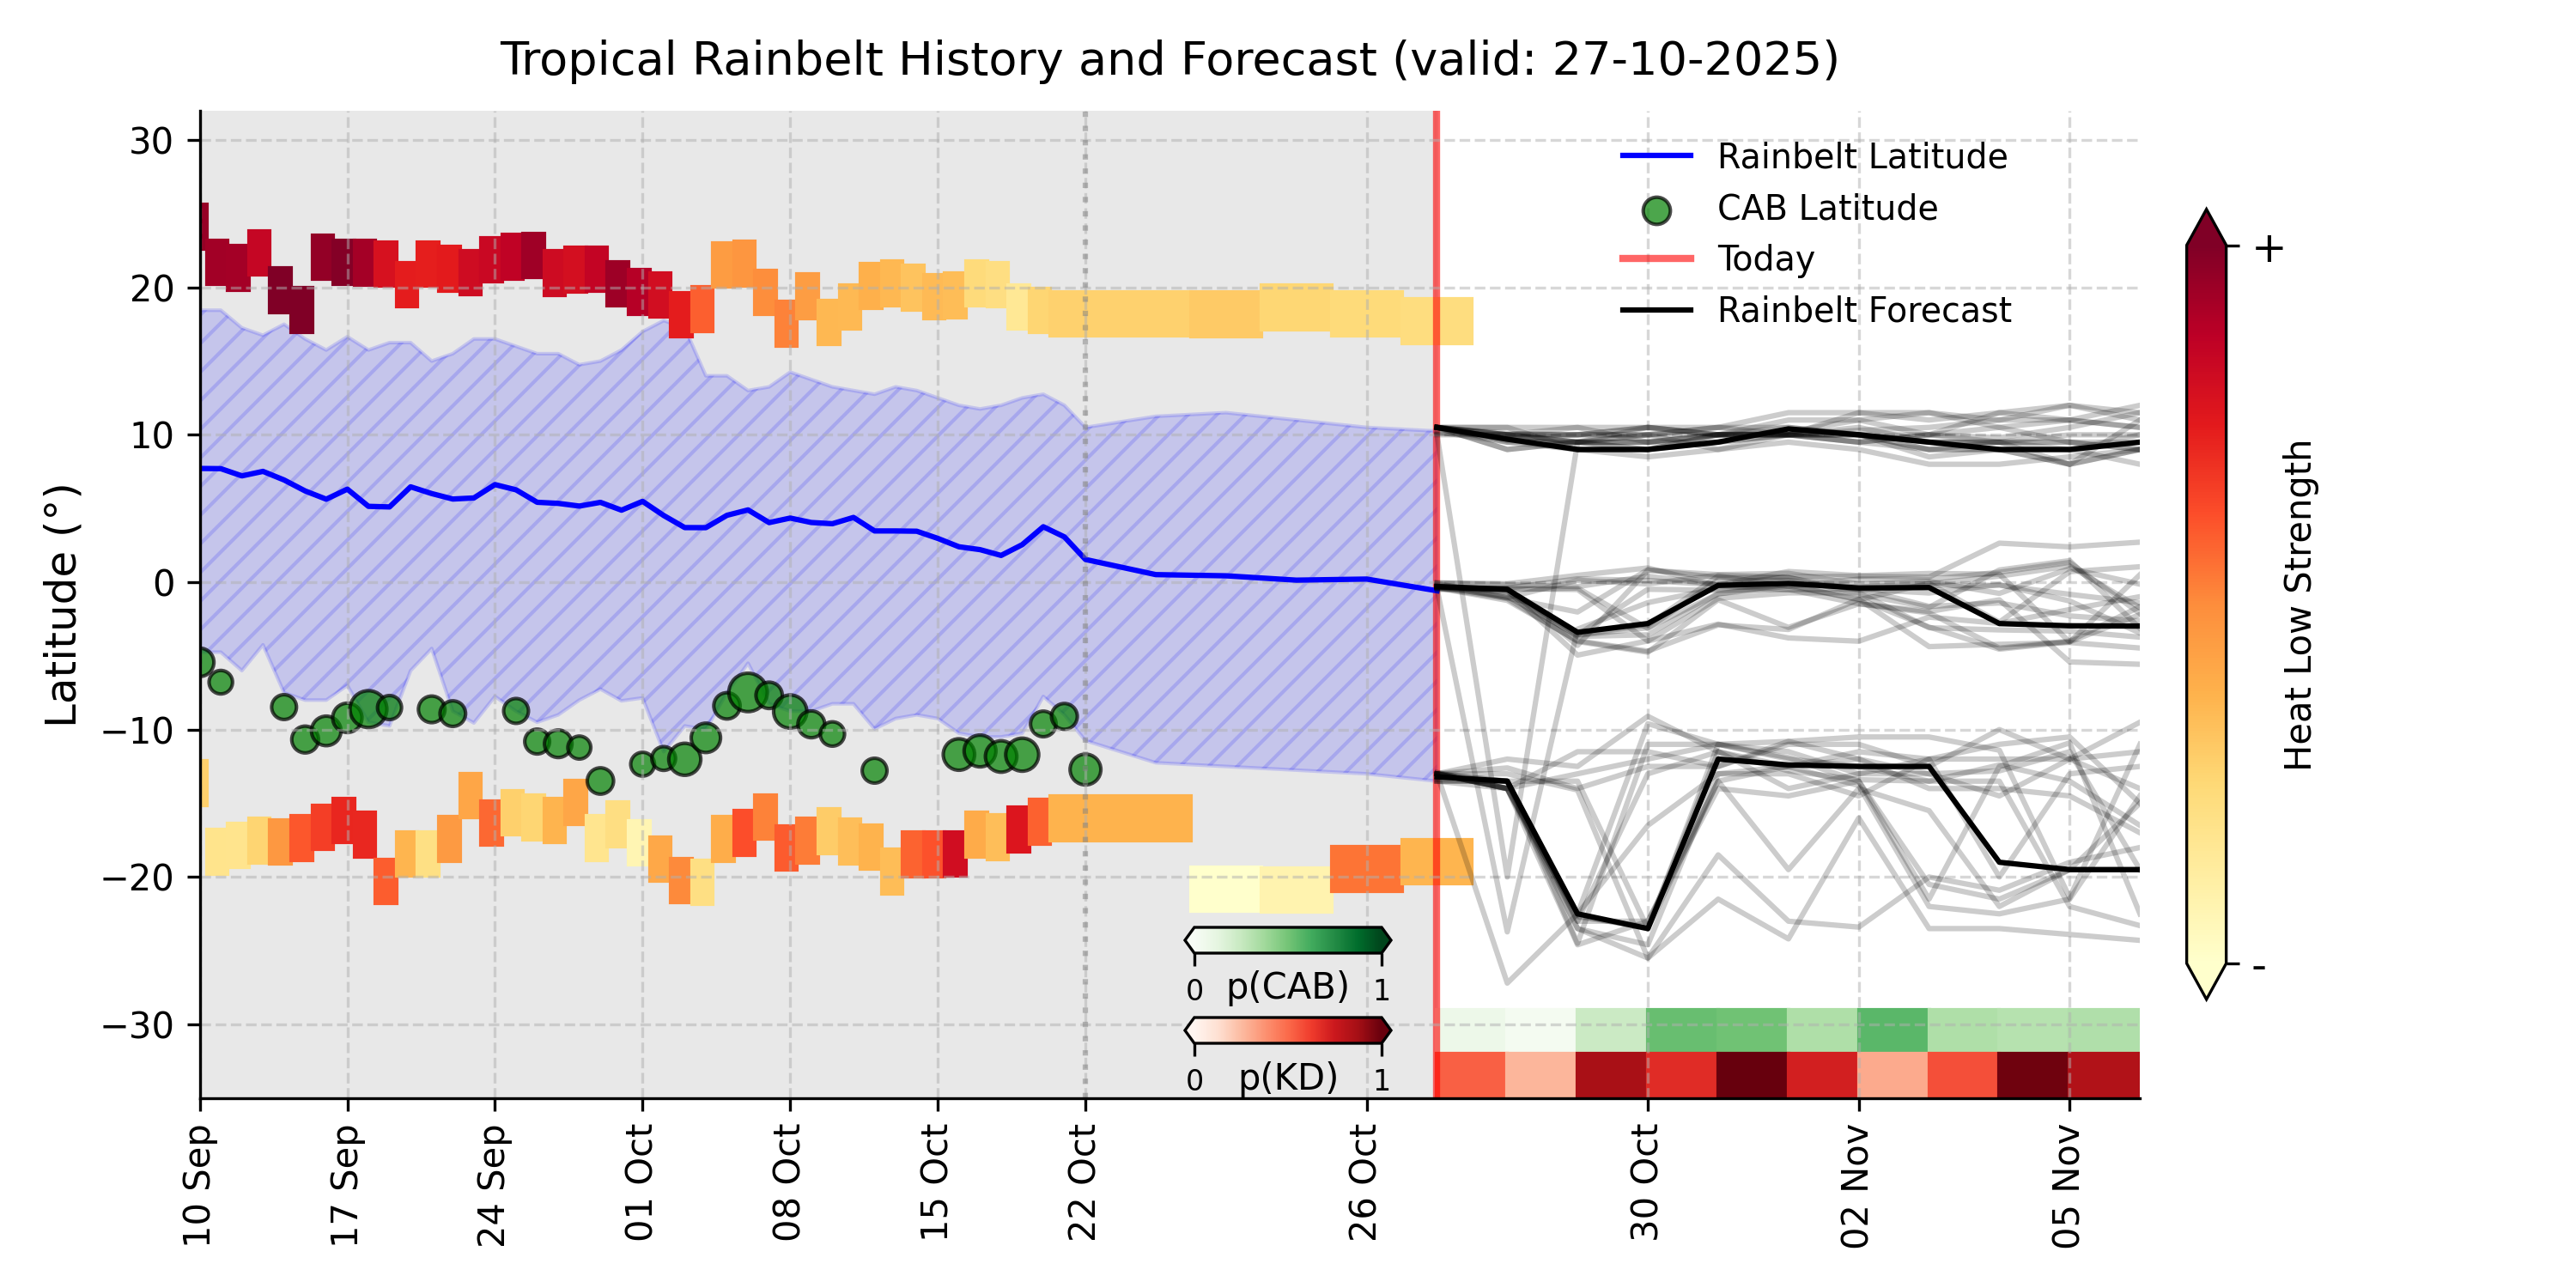 Tropical Rainbelt History and Forecast (valid: 27-10-2025)
Rainbelt Latitude
CAB Latitude
Today
Rainbelt Forecast
Latitude (°)
30
20
10
0
−10
−20
−30
0 p(CAB) 1
0 p(KD) 1
10 Sep
17 Sep
24 Sep
01 Oct
08 Oct
15 Oct
22 Oct
26 Oct
30 Oct
02 Nov
05 Nov
+
-
Heat Low Strength